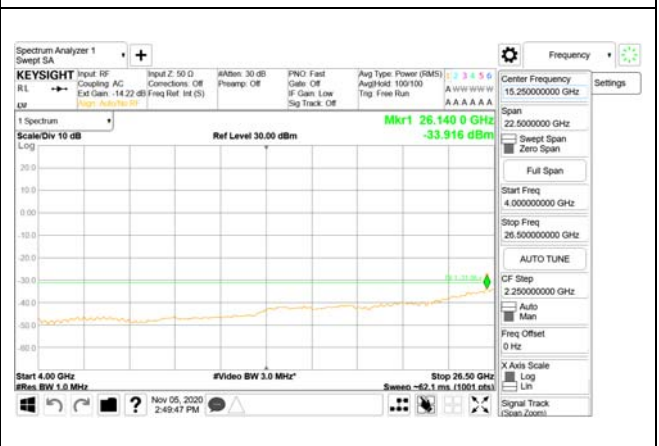 Spectrum Analyzer 1
Swept SA
Frequency
KEYSIGHT
RL
Input: RF
Coupling: AC
Ext Gain: -14.22 dB
Align: Auto/No RF
Input Z: 50 Ω
Corrections: Off
Freq Ref: Int (S)
#Atten: 30 dB
Preamp: Off
PNO: Fast
Gate: Off
IF Gain: Low
Sig Track: Off
Avg Type: Power (RMS)
Avg|Hold: 100/100
Trig: Free Run
1 2 3 4 5 6
A W W W W W
A A A A A A
1 Spectrum
Scale/Div 10 dB
Log
Ref Level 30.00 dBm
Mkr1 26.140 0 GHz
-33.916 dBm
20.0
10.0
0.00
-10.0
-20.0
-30.0
-40.0
-50.0
-60.0
Start 4.00 GHz
#Res BW 1.0 MHz
#Video BW 3.0 MHz*
Stop 26.50 GHz
Sweep ~62.1 ms (1001 pts)
Nov 05, 2020
2:49:47 PM
Center Frequency
15.250000000 GHz
Settings
Span
22.5000000 GHz
Swept Span
Zero Span
Full Span
Start Freq
4.000000000 GHz
Stop Freq
26.500000000 GHz
AUTO TUNE
CF Step
2.250000000 GHz
Auto
Man
Freq Offset
0 Hz
X Axis Scale
Log
Lin
Signal Track
(Span Zoom)